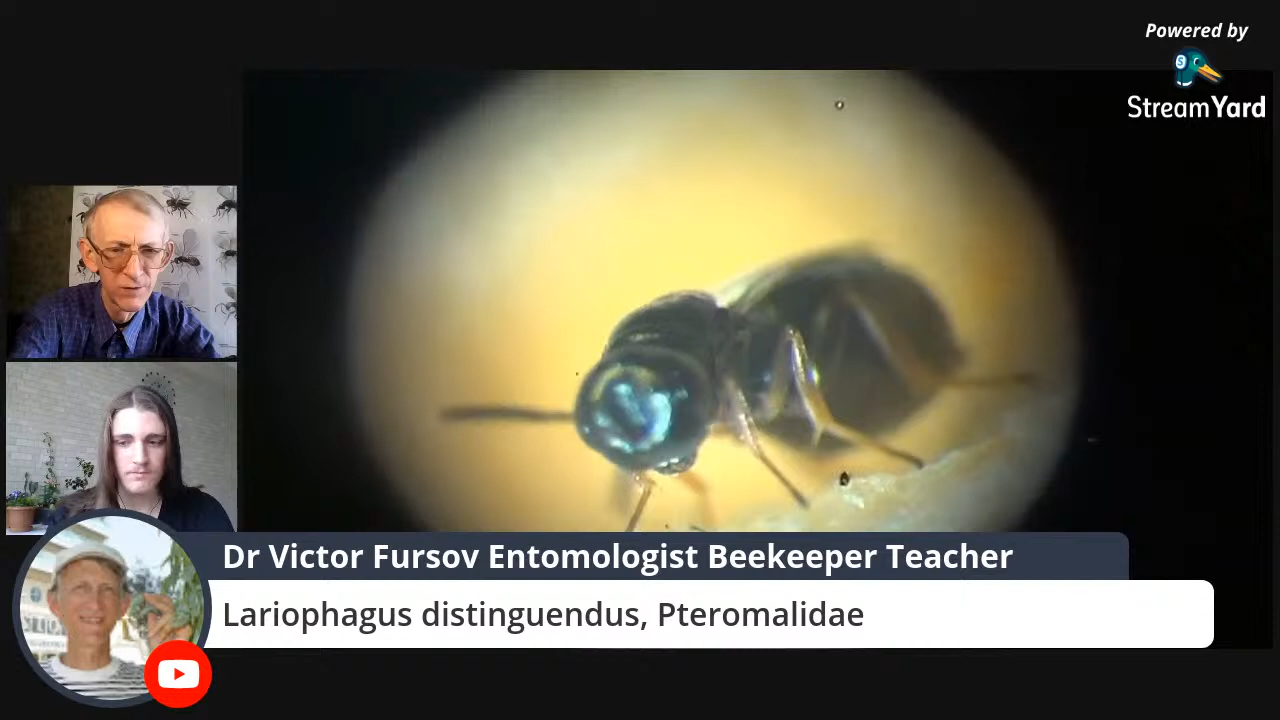 Powered by
StreamYard
Dr Victor Fursov Entomologist Beekeeper Teacher
Lariophagus distinguendus, Pteromalidae